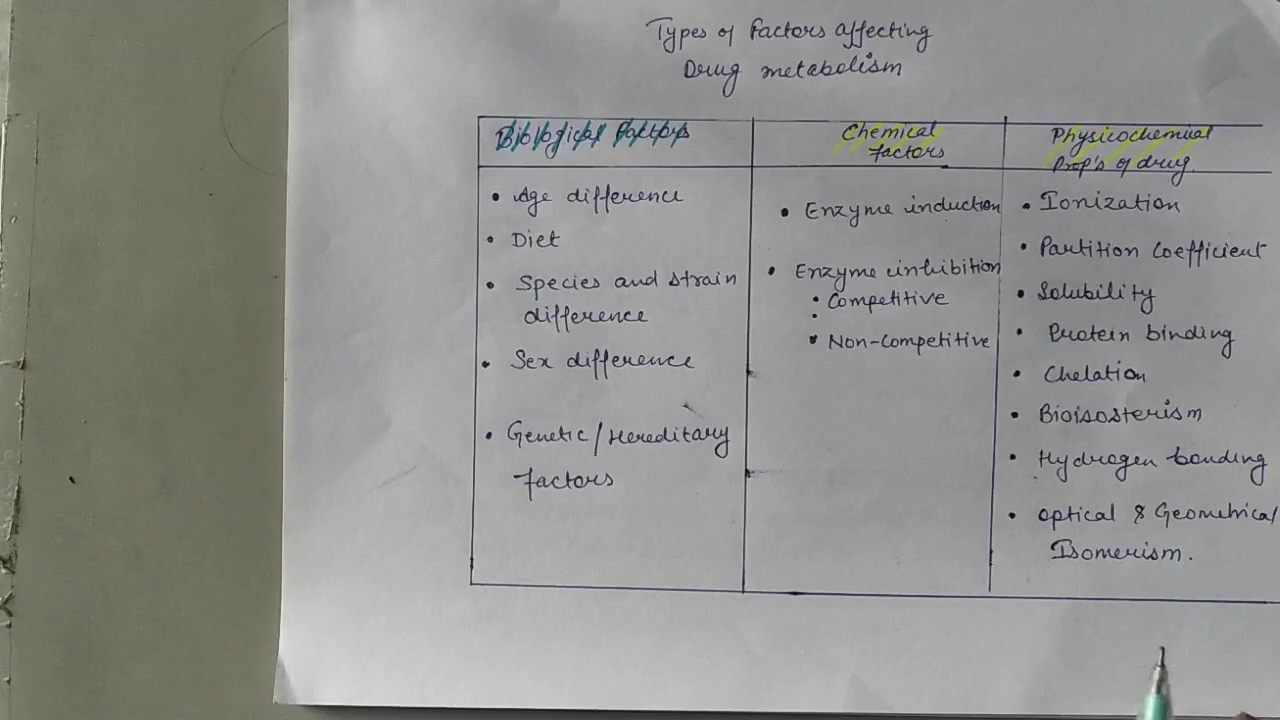 Types of Factors affecting
Drug metabolism
Biological Factors
• Age difference
• Diet
• Species and strain
difference
• Sex difference
• Genetic/Hereditary
factors
Chemical
factors
• Enzyme induction
• Enzyme inhibition
• Competitive
• Non-competitive
Physicochemical
Prop's of drug.
• Ionization
• Partition Coefficient
• Solubility
• Protein binding
• Chelation
• Bioisosterism
• Hydrogen bonding
• Optical & Geometrical
Isomerism.